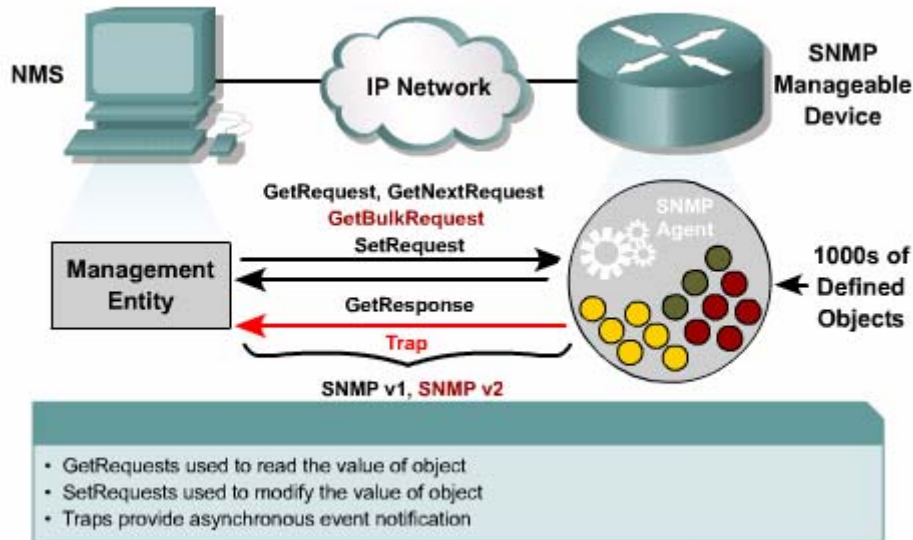 NMS
IP Network
SNMP
Manageable
Device
GetRequest, GetNextRequest
GetBulkRequest
SetRequest
SNMP
Agent
Management
Entity
1000s of
Defined
Objects
GetResponse
Trap
SNMP v1, SNMP v2
• GetRequests used to read the value of object
• SetRequests used to modify the value of object
• Traps provide asynchronous event notification